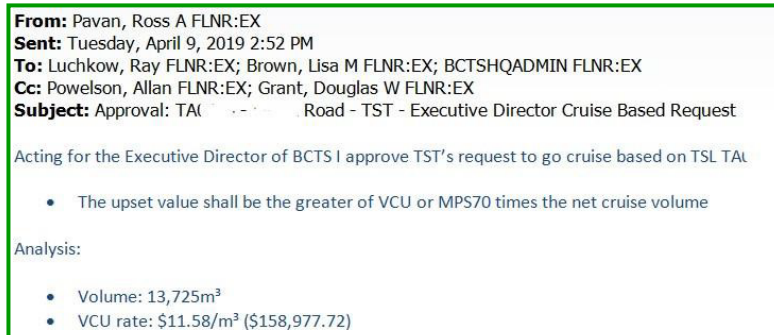 From: Pavan, Ross A FLNR:EX
Sent: Tuesday, April 9, 2019 2:52 PM
To: Luchkow, Ray FLNR:EX; Brown, Lisa M FLNR:EX; BCTSHQADMIN FLNR:EX
Cc: Powelson, Allan FLNR:EX; Grant, Douglas W FLNR:EX
Subject: Approval: Road - TST - Executive Director Cruise Based Request
Acting for the Executive Director of BCTS I approve TST's request to go cruise based on TSL
• The upset value shall be the greater of VCU or MPS70 times the net cruise volume
Analysis:
• Volume: 13,725m³
• VCU rate: $11.58/m³ ($158,977.72)